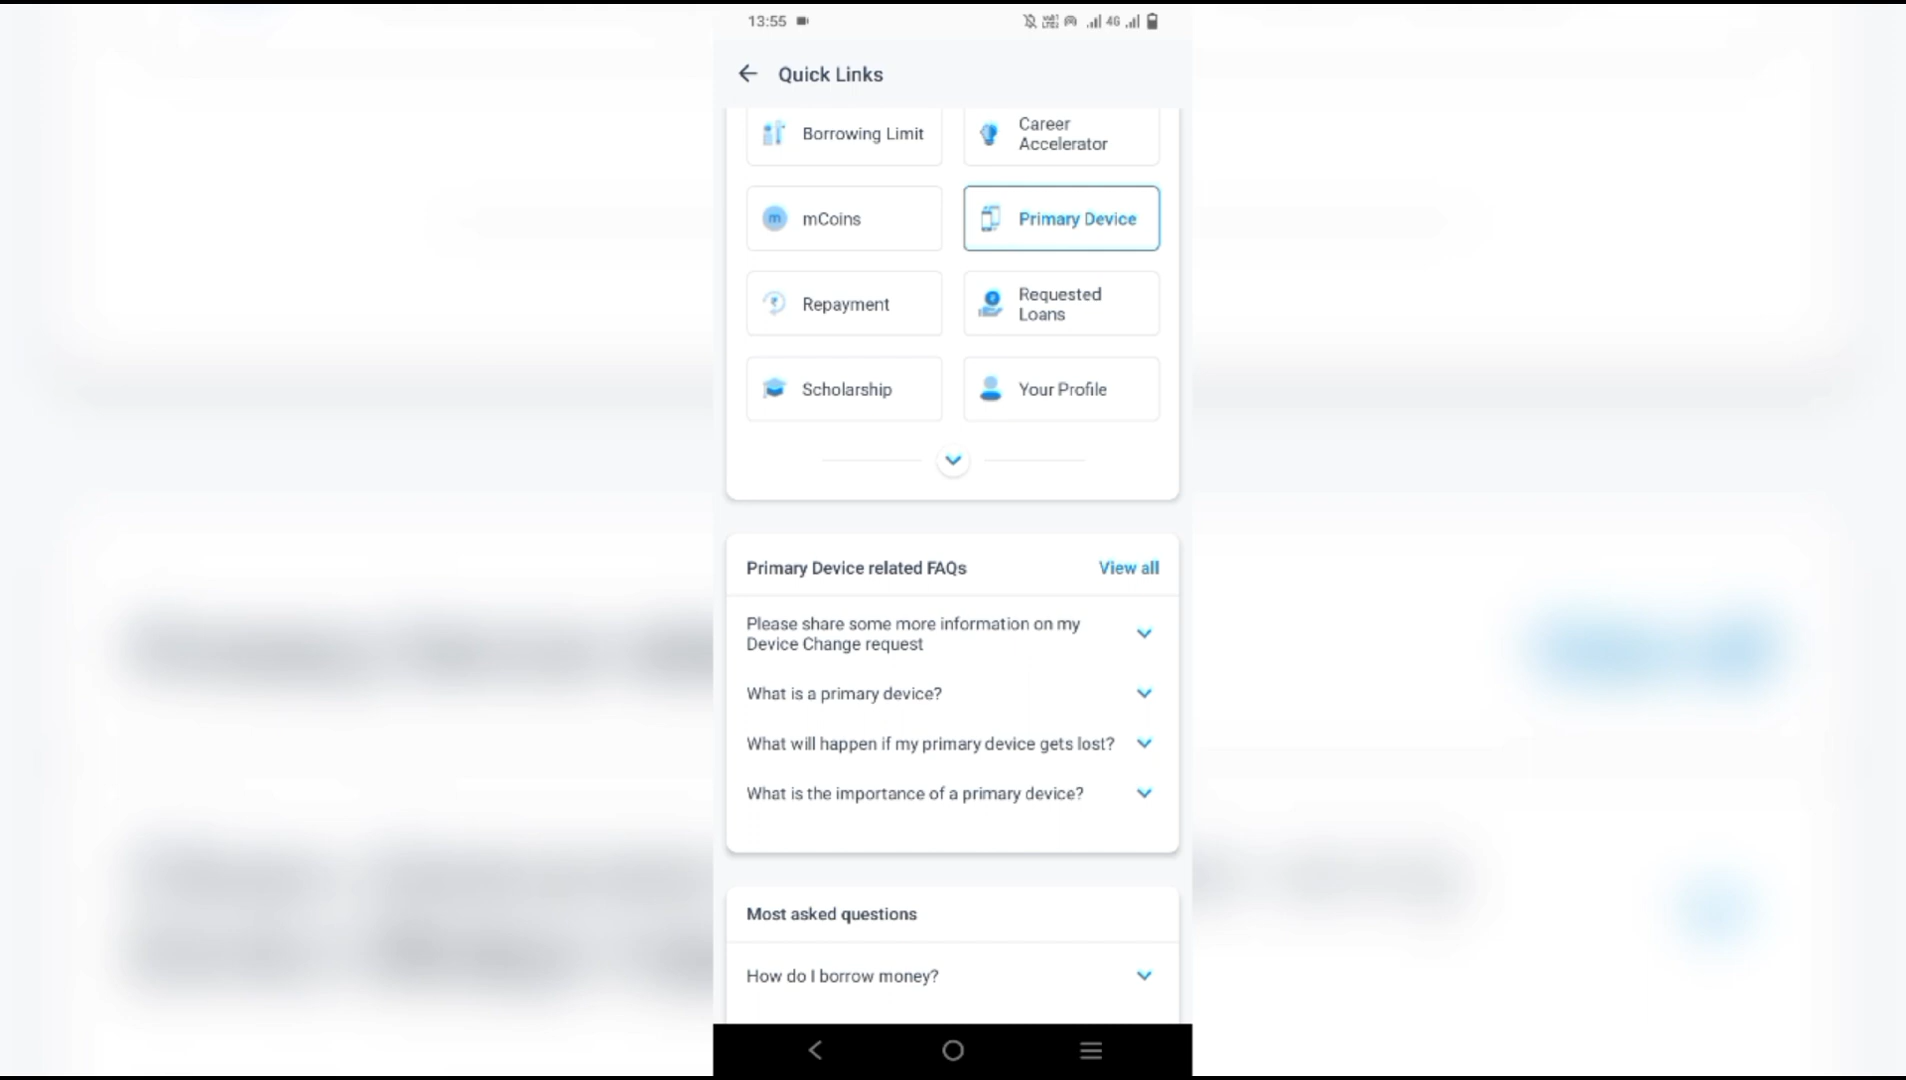 13:55
4G
Quick Links
Borrowing Limit
Career
Accelerator
m
mCoins
Primary Device
Repayment
Requested
Loans
Scholarship
Your Profile
Primary Device related FAQs
View all
Please share some more information on my
Device Change request
What is a primary device?
What will happen if my primary device gets lost?
What is the importance of a primary device?
Most asked questions
How do I borrow money?